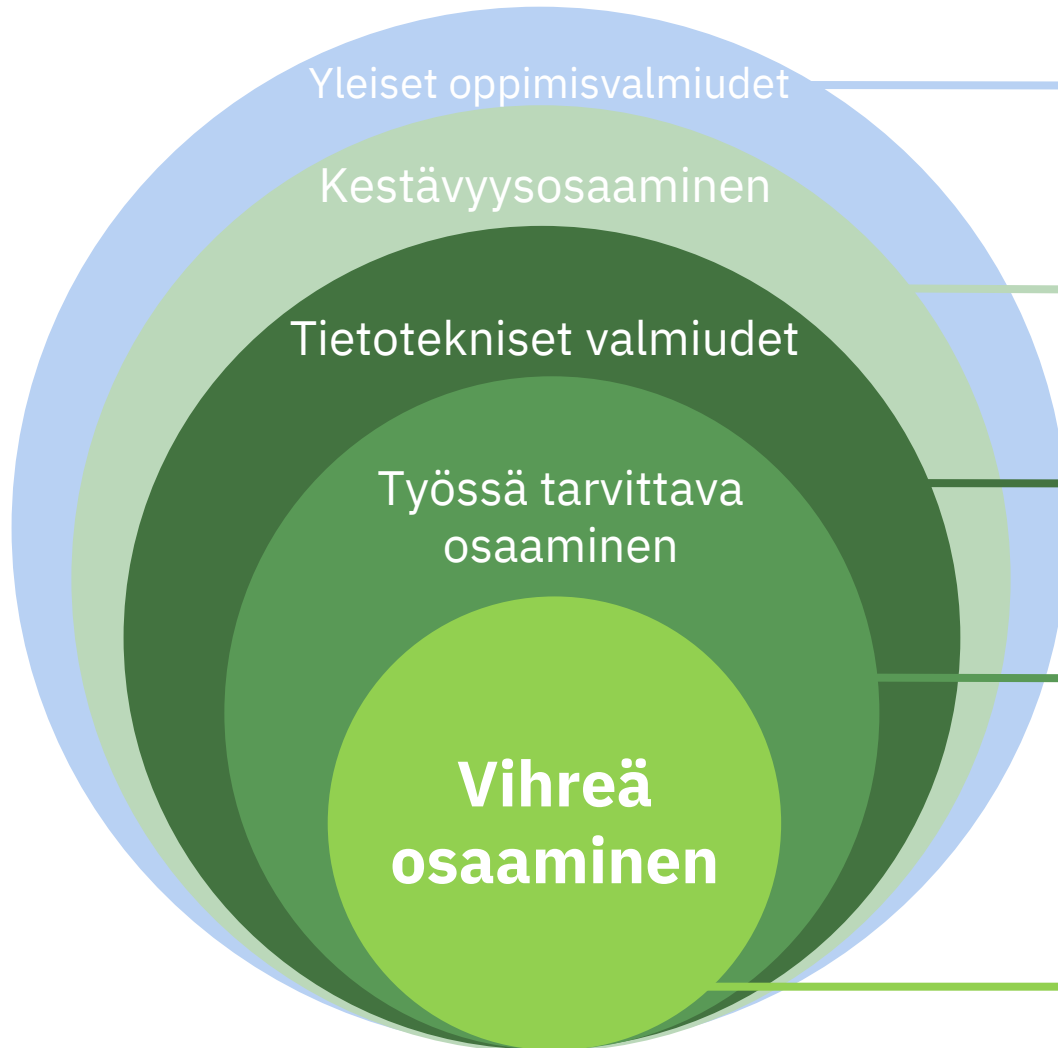 Yleiset oppimisvalmiudet
Kestävyysosaaminen
Tietotekniset valmiudet
Työssä tarvittava
osaaminen
Vihreä
osaaminen